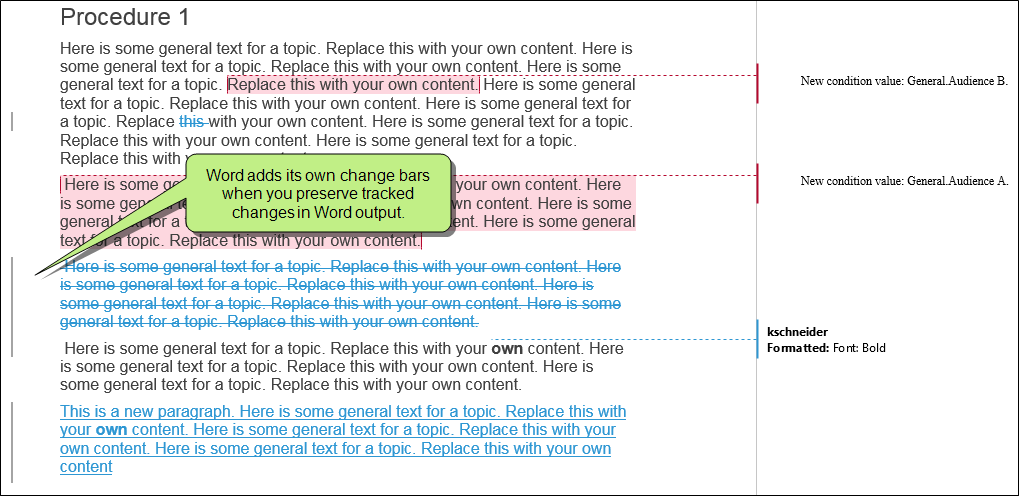 Procedure 1
Here is some general text for a topic. Replace this with your own content. Here is
some general text for a topic. Replace this with your own content. Here is some
general text for a topic. Replace this with your own content. Here is some general
text for a topic. Replace this with your own content. Here is some general text for
a topic. Replace this with your own content. Here is some general text for a topic.
Replace this with your own content. Here is some general text for a topic.
Replace this with
New condition value: General.Audience B.
Word adds its own change bars
when you preserve tracked
changes in Word output.
Here is some your own content. Here
is some general own content. Here is some
general text for a Here is some general
text for a topic. Replace this with your own content.
New condition value: General.Audience A.
Here is some general text for a topic. Replace this with your own content. Here
is some general text for a topic. Replace this with your own content. Here is
some general text for a topic. Replace this with your own content. Here is some
general text for a topic. Replace this with your own content.
Here is some general text for a topic. Replace this with your own content. Here
is some general text for a topic. Replace this with your own content. Here is
some general text for a topic. Replace this with your own content.
kschneider
Formatted: Font: Bold
This is a new paragraph. Here is some general text for a topic. Replace this with
your own content. Here is some general text for a topic. Replace this with your
own content. Here is some general text for a topic. Replace this with your own
content